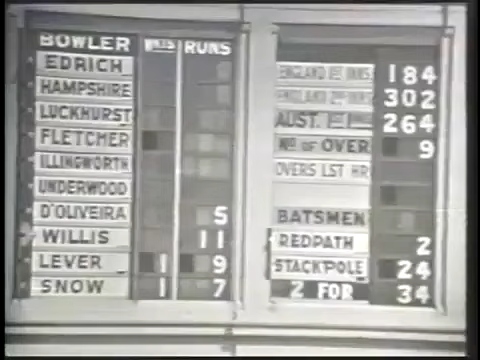 BOWLER WKTS RUNS
EDRICH
HAMPSHIRE
LUCKHURST
FLETCHER
ILLINGWORTH
UNDERWOOD
D'OLIVEIRA 5
WILLIS 11
LEVER 1 9
SNOW 1 7
ENGLAND 1ST INNS 184
ENGLAND 2ND INNS 302
AUST. 1ST INNS 264
NO OF OVER 9
OVERS LST HR
BATSMEN
REDPATH 2
STACKPOLE 24
2 FOR 34